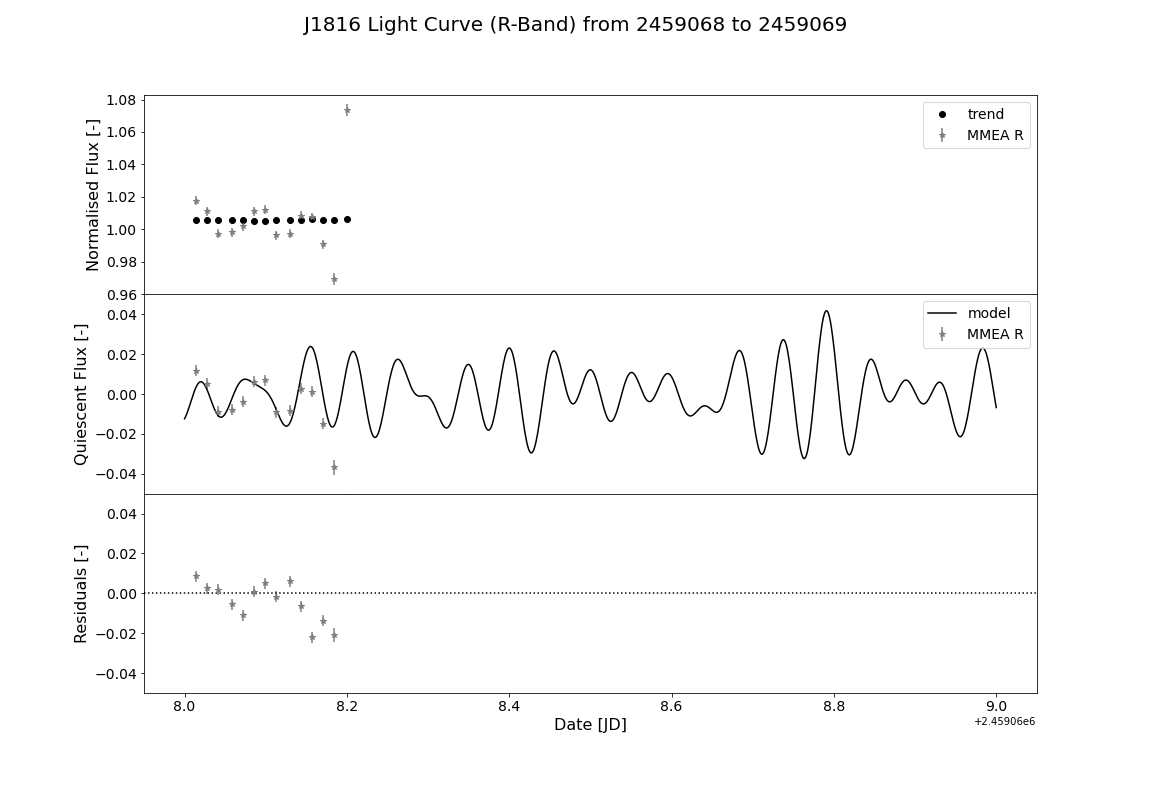 J1816 Light Curve (R-Band) from 2459068 to 2459069
1.08
1.06
1.04
1.02
1.00
0.98
0.96
Normalised Flux [-]
trend
MMEA R
0.04
0.02
0.00
−0.02
−0.04
Quiescent Flux [-]
model
MMEA R
0.04
0.02
0.00
−0.02
−0.04
Residuals [-]
8.0 8.2 8.4 8.6 8.8 9.0
Date [JD]
+2.45906e6